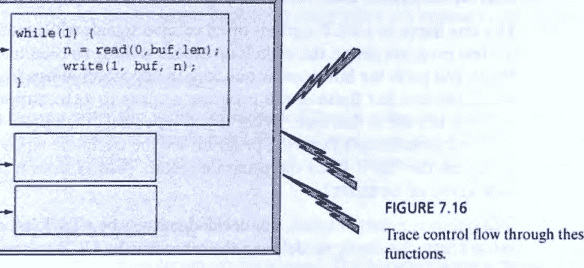 while(1) {
n = read(0,buf,len);
write(1, buf, n);
}
FIGURE 7.16
Trace control flow through thes
functions.